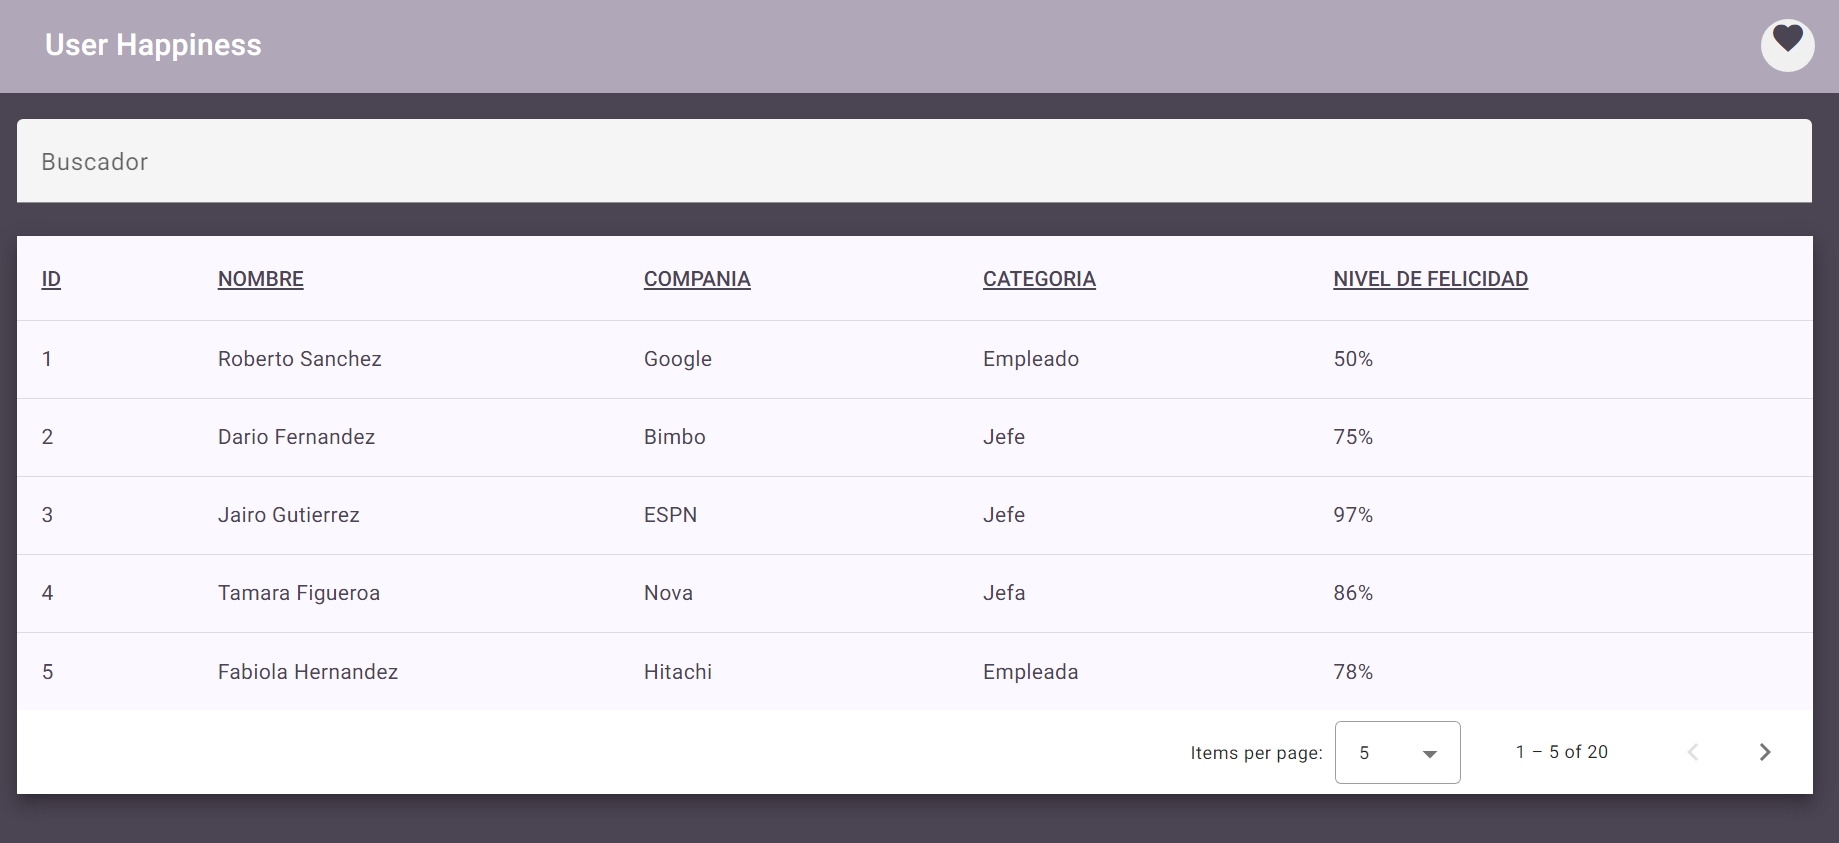 User Happiness
Buscador
ID NOMBRE COMPANIA CATEGORIA NIVEL DE FELICIDAD
1 Roberto Sanchez Google Empleado 50%
2 Dario Fernandez Bimbo Jefe 75%
3 Jairo Gutierrez ESPN Jefe 97%
4 Tamara Figueroa Nova Jefa 86%
5 Fabiola Hernandez Hitachi Empleada 78%
Items per page: 5 1 – 5 of 20